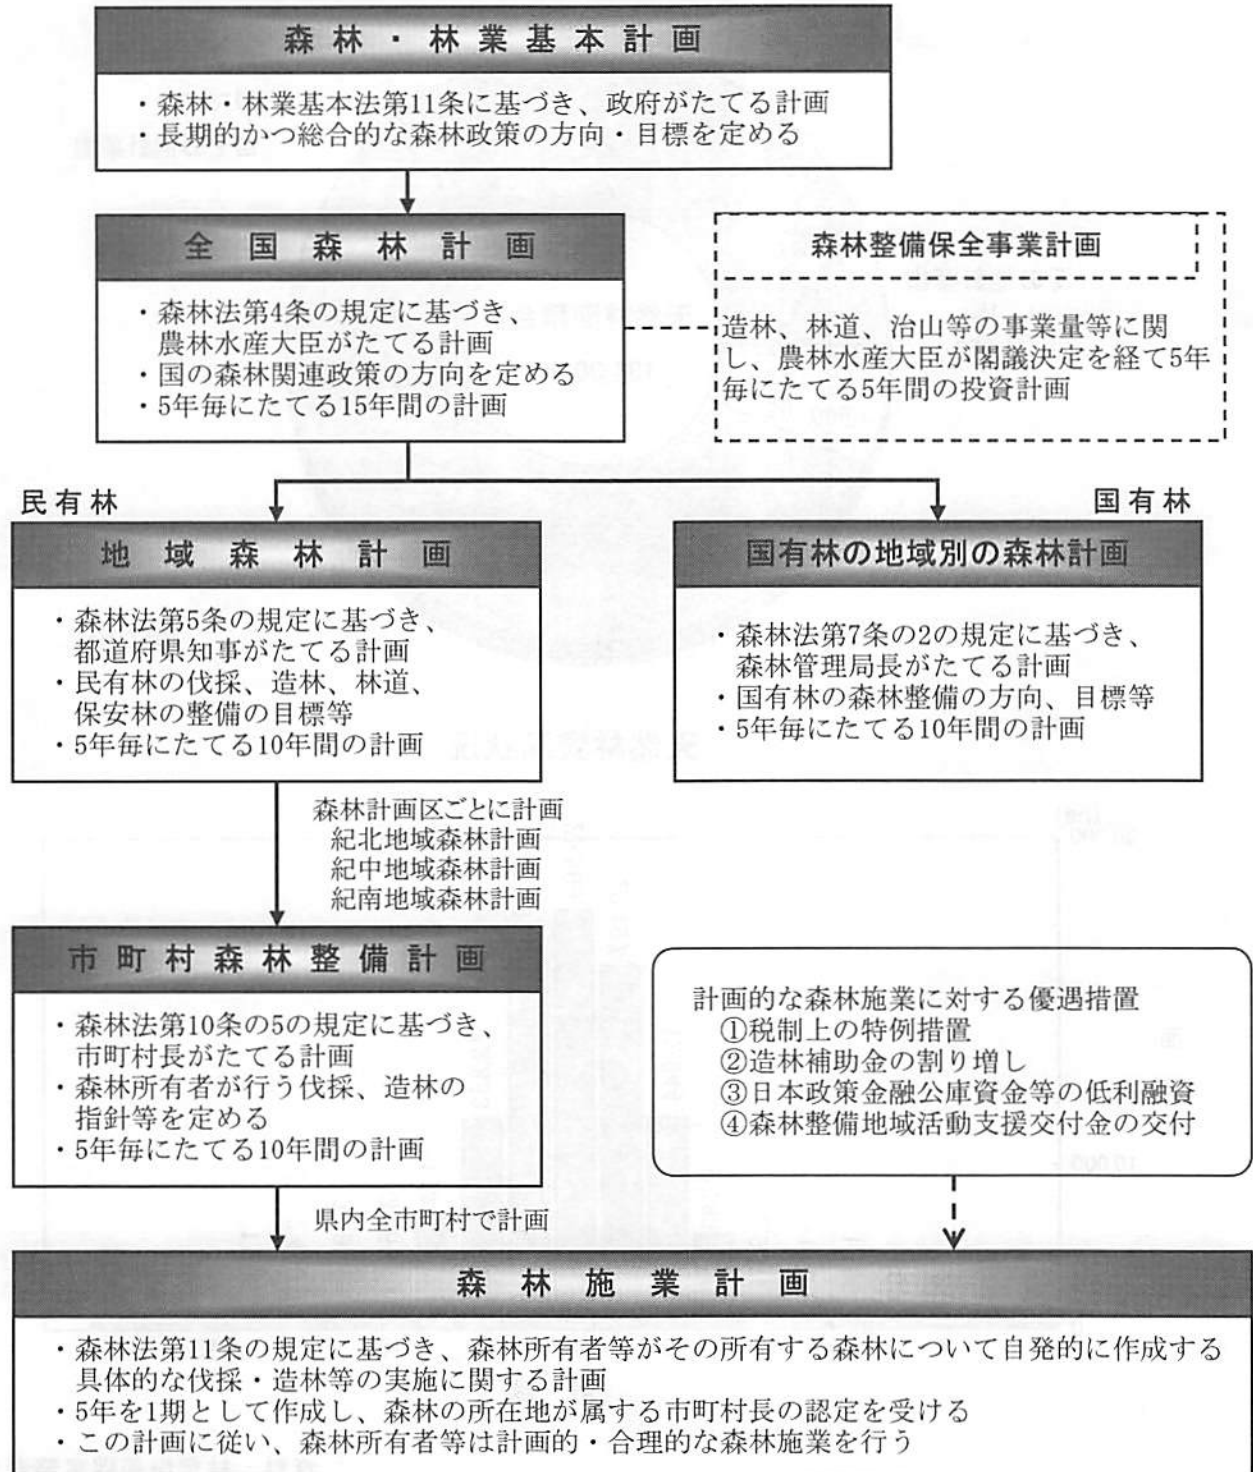 森林・林業基本計画
・森林・林業基本法第11条に基づき、政府がたてる計画
・長期的かつ総合的な森林政策の方向・目標を定める
全国森林計画
・森林法第4条の規定に基づき、
農林水産大臣がたてる計画
・国の森林関連政策の方向を定める
・5年毎にたてる15年間の計画
森林整備保全事業計画
造林、林道、治山等の事業量等に関
し、農林水産大臣が閣議決定を経て5年
毎にたてる5年間の投資計画
民有林
国有林
地域森林計画
・森林法第5条の規定に基づき、
都道府県知事がたてる計画
・民有林の伐採、造林、林道、
保安林の整備の目標等
・5年毎にたてる10年間の計画
国有林の地域別の森林計画
・森林法第7条の2の規定に基づき、
森林管理局長がたてる計画
・国有林の森林整備の方向、目標等
・5年毎にたてる10年間の計画
森林計画区ごとに計画
紀北地域森林計画
紀中地域森林計画
紀南地域森林計画
市町村森林整備計画
・森林法第10条の5の規定に基づき、
市町村長がたてる計画
・森林所有者が行う伐採、造林の
指針等を定める
・5年毎にたてる10年間の計画
計画的な森林施業に対する優遇措置
①税制上の特例措置
②造林補助金の割り増し
③日本政策金融公庫資金等の低利融資
④森林整備地域活動支援交付金の交付
県内全市町村で計画
森林施業計画
・森林法第11条の規定に基づき、森林所有者等がその所有する森林について自発的に作成する
具体的な伐採・造林等の実施に関する計画
・5年を1期として作成し、森林の所在地が属する市町村長の認定を受ける
・この計画に従い、森林所有者等は計画的・合理的な森林施業を行う